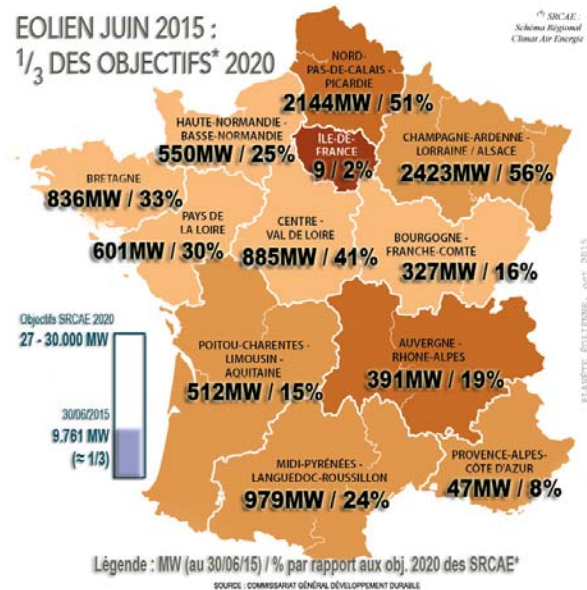 EOLIEN JUIN 2015 :
1/3 DES OBJECTIFS* 2020
(*) SRCAE :
Schéma Régional
Climat Air Energie
NORD-
PAS-DE-CALAIS -
PICARDIE
2144MW / 51%
HAUTE-NORMANDIE -
BASSE-NORMANDIE
550MW / 25%
ÎLE-DE-
FRANCE
9 / 2%
CHAMPAGNE-ARDENNE -
LORRAINE / ALSACE
2423MW / 56%
BRETAGNE
836MW / 33%
PAYS DE
LA LOIRE
601MW / 30%
CENTRE -
VAL DE LOIRE
885MW / 41%
BOURGOGNE -
FRANCHE-COMTÉ
327MW / 16%
Objectifs SRCAE 2020
27 - 30.000 MW
30/06/2015
9.761 MW
(≈ 1/3)
POITOU-CHARENTES -
LIMOUSIN -
AQUITAINE
512MW / 15%
AUVERGNE -
RHÔNE-ALPES
391MW / 19%
MIDI-PYRÉNÉES -
LANGUEDOC-ROUSSILLON
979MW / 24%
PROVENCE-ALPES-
CÔTE D'AZUR
47MW / 8%
PLANÈTE ÉOLIENNE, oct 2015
Légende : MW (au 30/06/15) / % par rapport aux obj. 2020 des SRCAE*
SOURCE : COMMISSARIAT GÉNÉRAL DÉVELOPPEMENT DURABLE